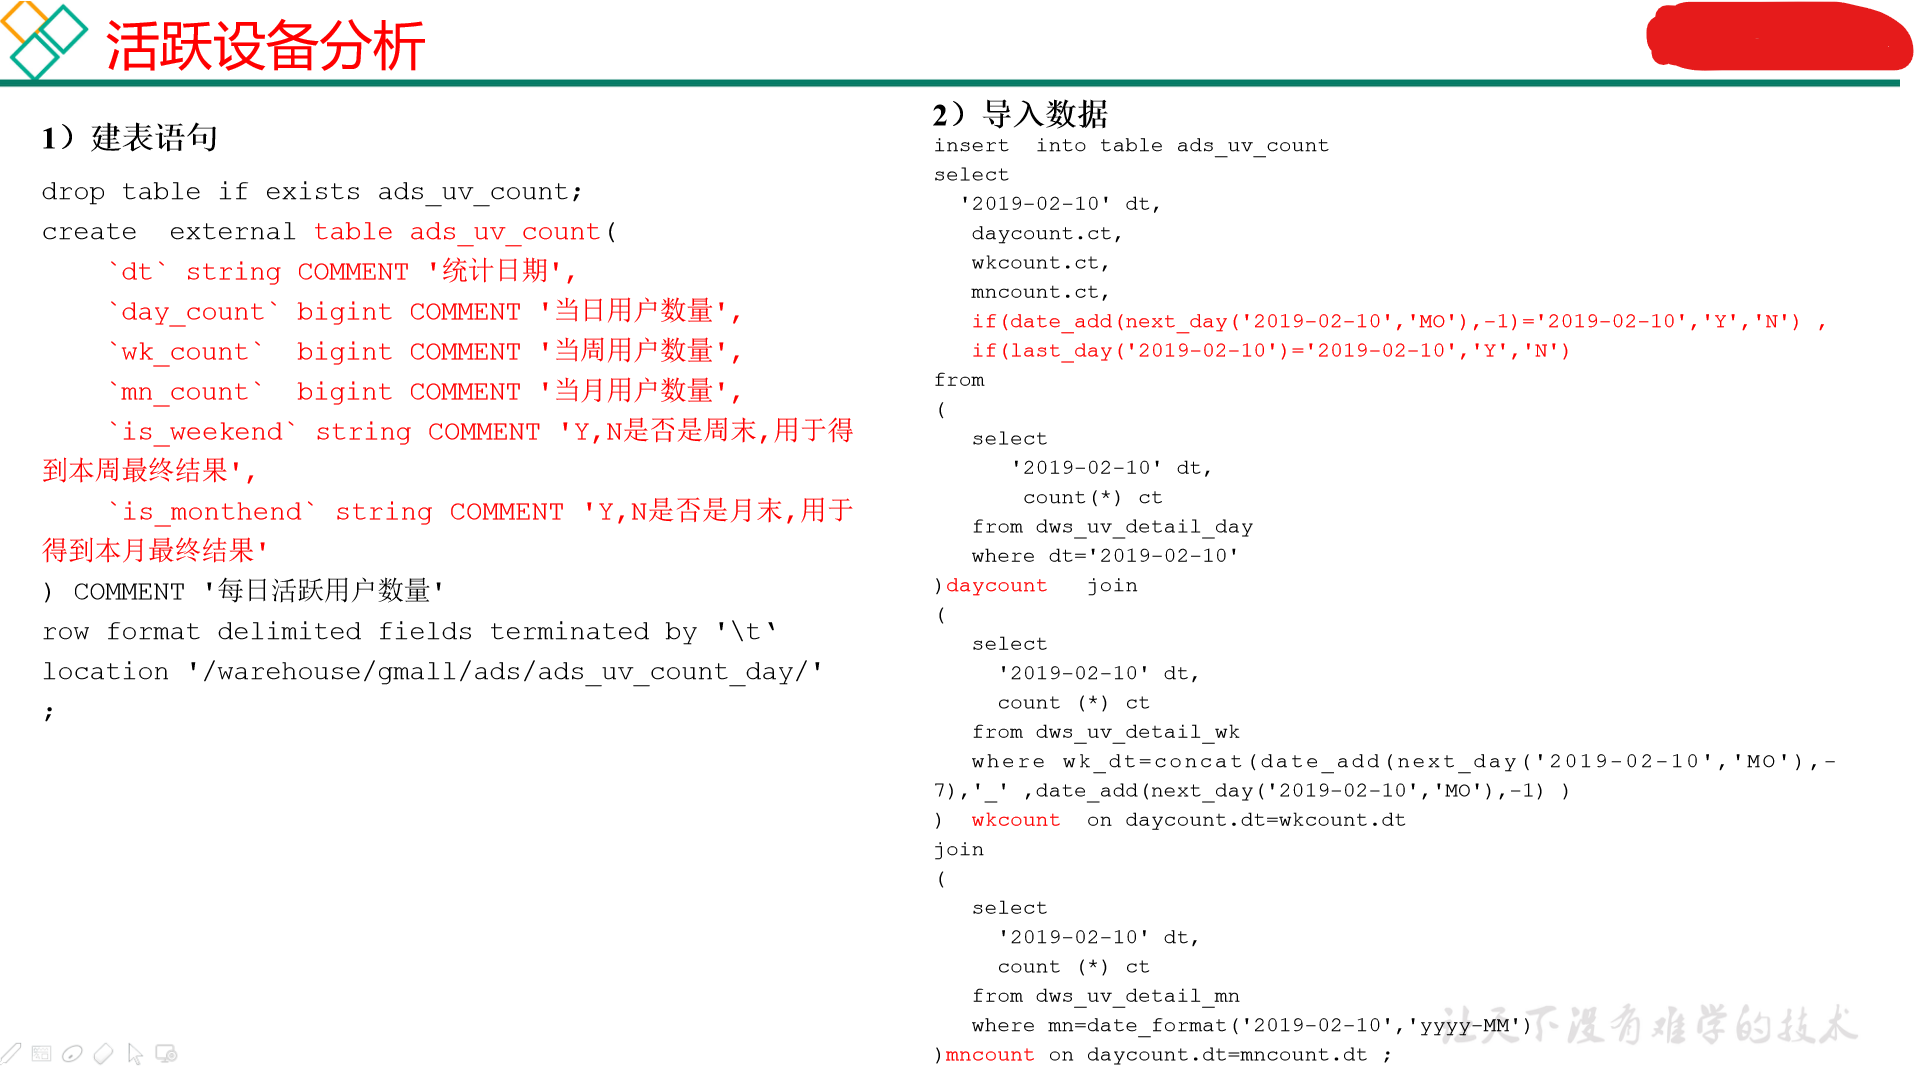 活跃设备分析
1）建表语句
drop table if exists ads_uv_count;
create  external table ads_uv_count(
    `dt` string COMMENT '统计日期',
    `day_count` bigint COMMENT '当日用户数量',
    `wk_count`  bigint COMMENT '当周用户数量',
    `mn_count`  bigint COMMENT '当月用户数量',
    `is_weekend` string COMMENT 'Y,N是否是周末,用于得
到本周最终结果',
    `is_monthend` string COMMENT 'Y,N是否是月末,用于
得到本月最终结果'
) COMMENT '每日活跃用户数量'
row format delimited fields terminated by '\t‘
location '/warehouse/gmall/ads/ads_uv_count_day/'
;
2）导入数据
insert  into table ads_uv_count
select
  '2019-02-10' dt,
   daycount.ct,
   wkcount.ct,
   mncount.ct,
   if(date_add(next_day('2019-02-10','MO'),-1)='2019-02-10','Y','N') ,
   if(last_day('2019-02-10')='2019-02-10','Y','N')
from
(
   select
      '2019-02-10' dt,
       count(*) ct
   from dws_uv_detail_day
   where dt='2019-02-10'
)daycount   join
(
   select
     '2019-02-10' dt,
     count (*) ct
   from dws_uv_detail_wk
   where wk_dt=concat(date_add(next_day('2019-02-10','MO'),-
7),'_' ,date_add(next_day('2019-02-10','MO'),-1) )
)  wkcount  on daycount.dt=wkcount.dt
join
(
   select
     '2019-02-10' dt,
     count (*) ct
   from dws_uv_detail_mn
   where mn=date_format('2019-02-10','yyyy-MM')
)mncount on daycount.dt=mncount.dt ;
让天下没有难学的技术